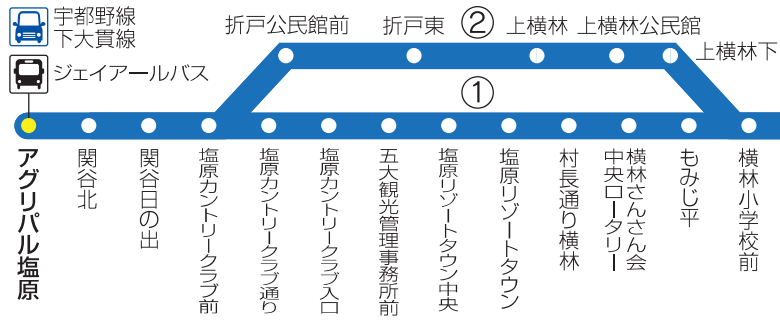 宇都野線
下大貫線
ジェイアールバス
折戸公民館前
折戸東
②
上横林
上横林公民館
上横林下
①
アグリパル塩原
関谷北
関谷日の出
塩原カントリークラブ前
塩原カントリークラブ通り
塩原カントリークラブ入口
五大観光管理事務所前
塩原リゾートタウン中央
塩原リゾートタウン
村長通り横林
横林さんさん会
中央ロータリー
もみじ平
横林小学校前